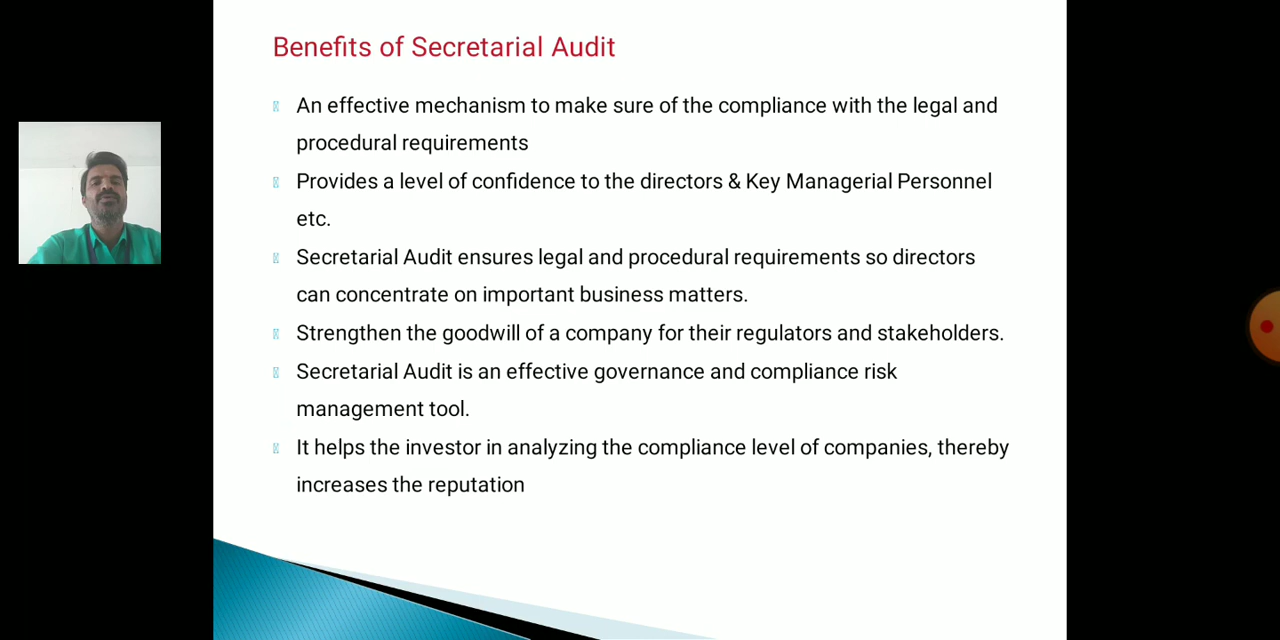 Benefits of Secretarial Audit
An effective mechanism to make sure of the compliance with the legal and
procedural requirements
Provides a level of confidence to the directors & Key Managerial Personnel
etc.
Secretarial Audit ensures legal and procedural requirements so directors
can concentrate on important business matters.
Strengthen the goodwill of a company for their regulators and stakeholders.
Secretarial Audit is an effective governance and compliance risk
management tool.
It helps the investor in analyzing the compliance level of companies, thereby
increases the reputation